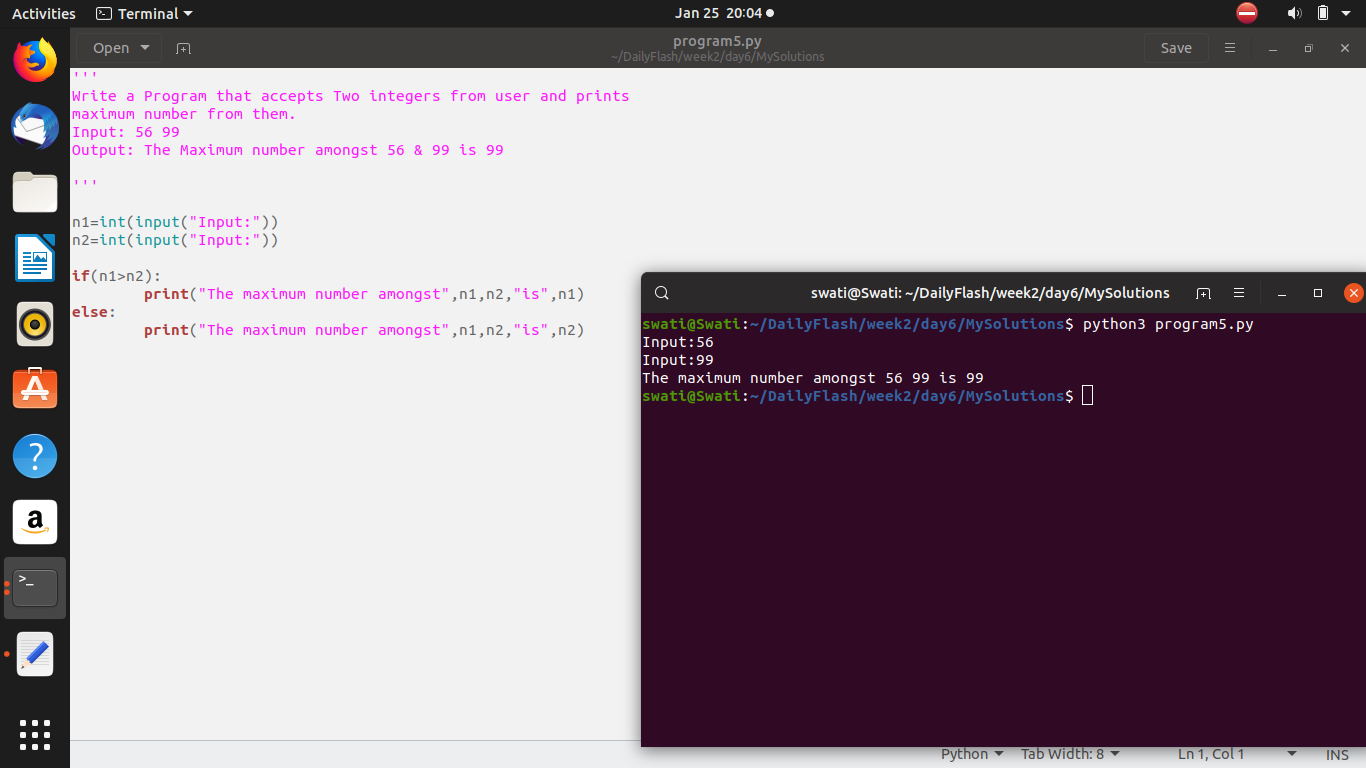 Activities Terminal Jan 25 20:04
Open program5.py Save
~/DailyFlash/week2/day6/MySolutions
'''
Write a Program that accepts Two integers from user and prints
maximum number from them.
Input: 56 99
Output: The Maximum number amongst 56 & 99 is 99
'''
n1=int(input("Input:"))
n2=int(input("Input:"))
if(n1>n2):
        print("The maximum number amongst",n1,n2,"is",n1)
else:
        print("The maximum number amongst",n1,n2,"is",n2)
swati@Swati: ~/DailyFlash/week2/day6/MySolutions
swati@Swati:~/DailyFlash/week2/day6/MySolutions$ python3 program5.py
Input:56
Input:99
The maximum number amongst 56 99 is 99
swati@Swati:~/DailyFlash/week2/day6/MySolutions$
Python Tab Width: 8 Ln 1, Col 1 INS